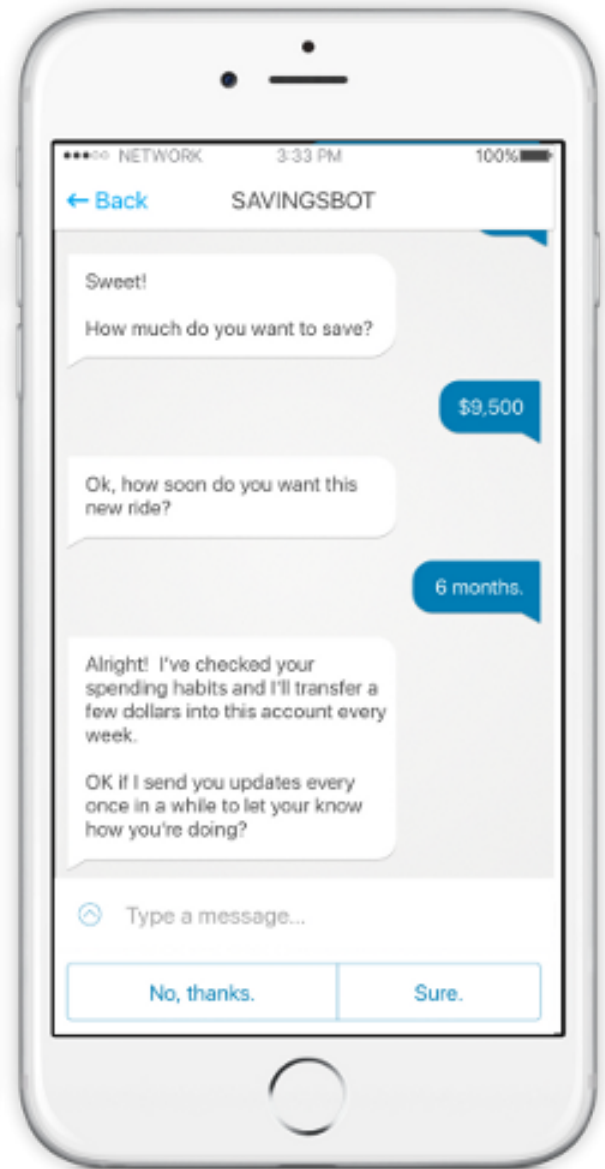 NETWORK 3:33 PM 100%
← Back SAVINGSBOT
Sweet!
How much do you want to save?
$9,500
Ok, how soon do you want this
new ride?
6 months.
Alright! I've checked your
spending habits and I'll transfer a
few dollars into this account every
week.
OK if I send you updates every
once in a while to let your know
how you're doing?
Type a message...
No, thanks. Sure.